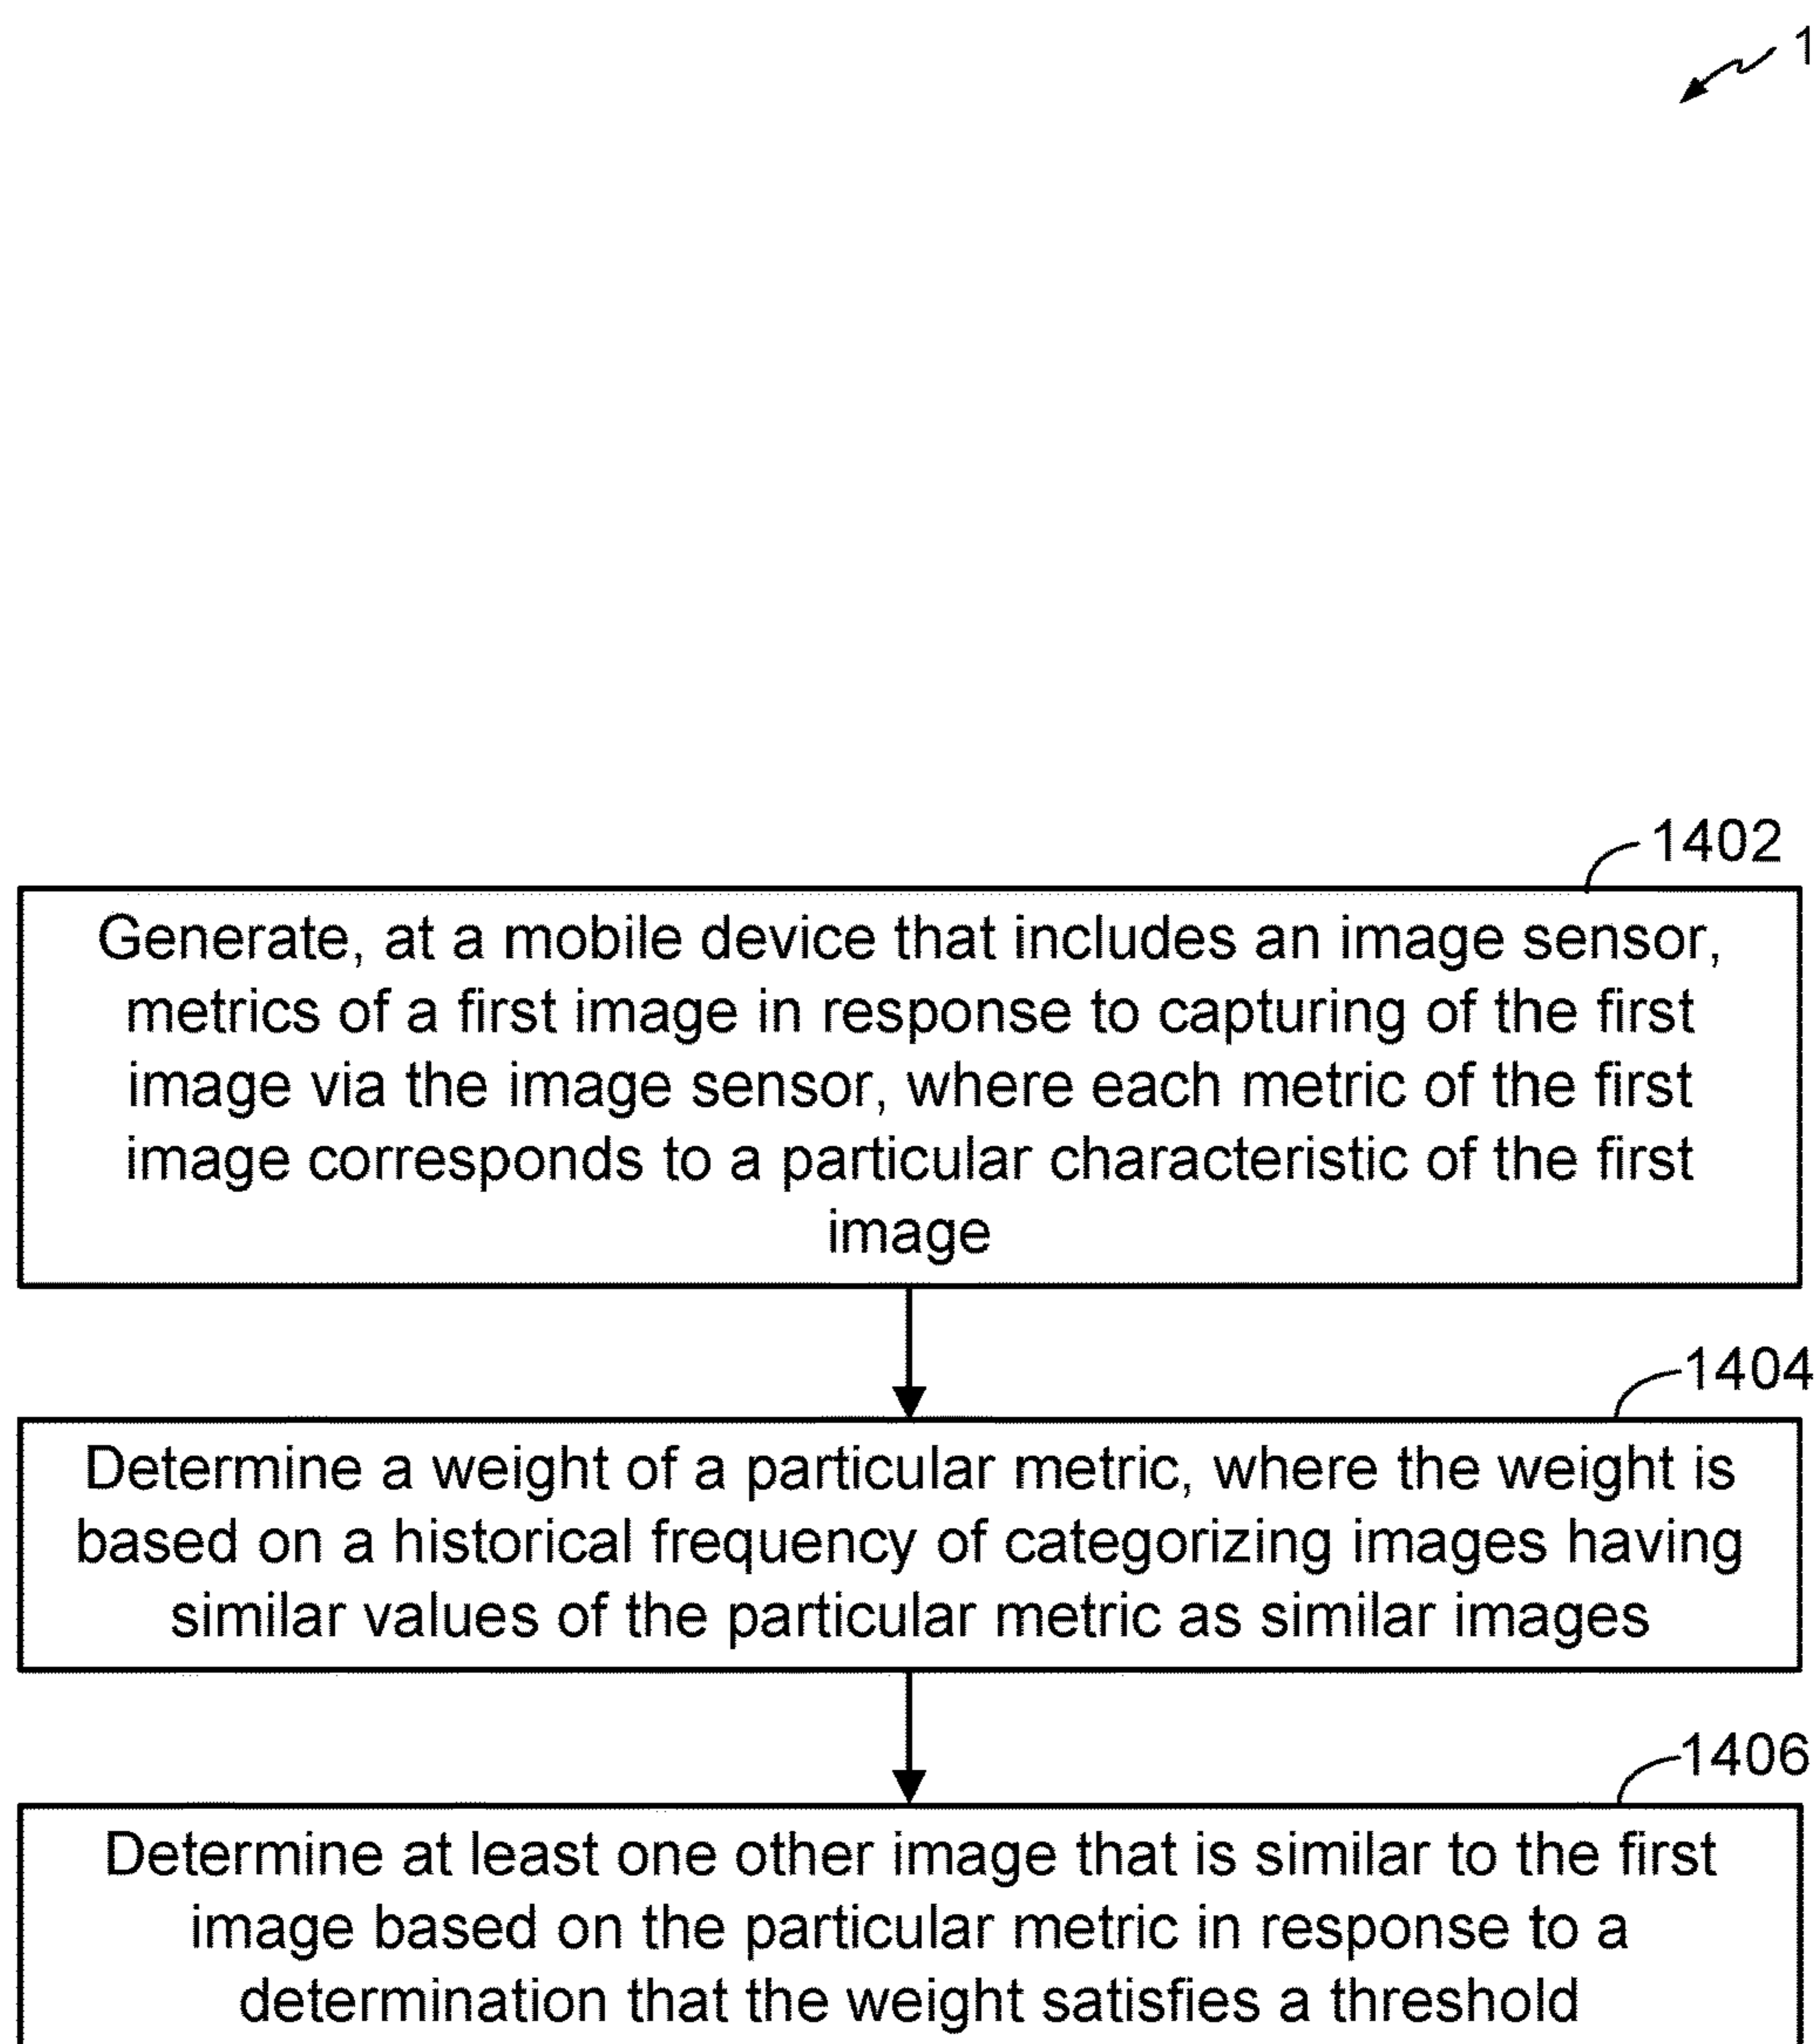 1
1402
Generate, at a mobile device that includes an image sensor,
metrics of a first image in response to capturing of the first
image via the image sensor, where each metric of the first
image corresponds to a particular characteristic of the first
image
1404
Determine a weight of a particular metric, where the weight is
based on a historical frequency of categorizing images having
similar values of the particular metric as similar images
1406
Determine at least one other image that is similar to the first
image based on the particular metric in response to a
determination that the weight satisfies a threshold